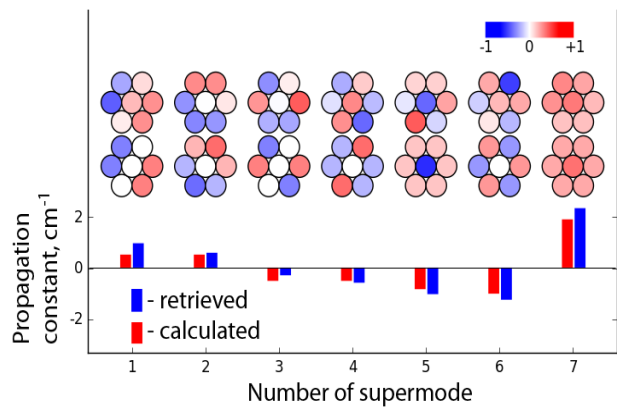 -1 0 +1
Propagation
constant, cm⁻¹
2
0
-2
- retrieved
- calculated
1 2 3 4 5 6 7
Number of supermode